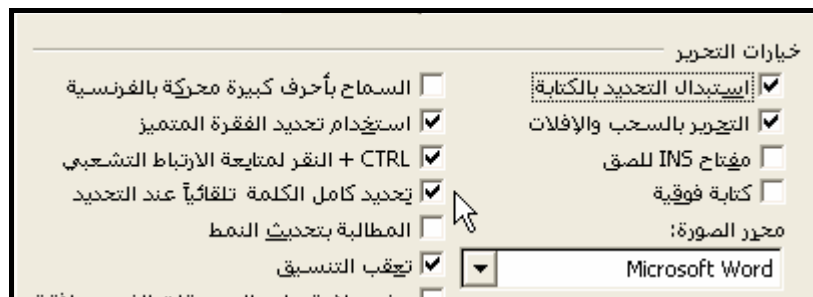 خيارات التحرير
استبدال التحديد بالكتابة
التحرير بالسحب والإفلات
مفتاح INS للصق
كتابة فوقية
محرر الصورة:
Microsoft Word
السماح بأحرف كبيرة محركة بالفرنسية
استخدام تحديد الفقرة المتميز
CTRL + النقر لمتابعة الارتباط التشعبي
تحديد كامل الكلمة تلقائياً عند التحديد
المطالبة بتحديث النمط
تعقب التنسيق